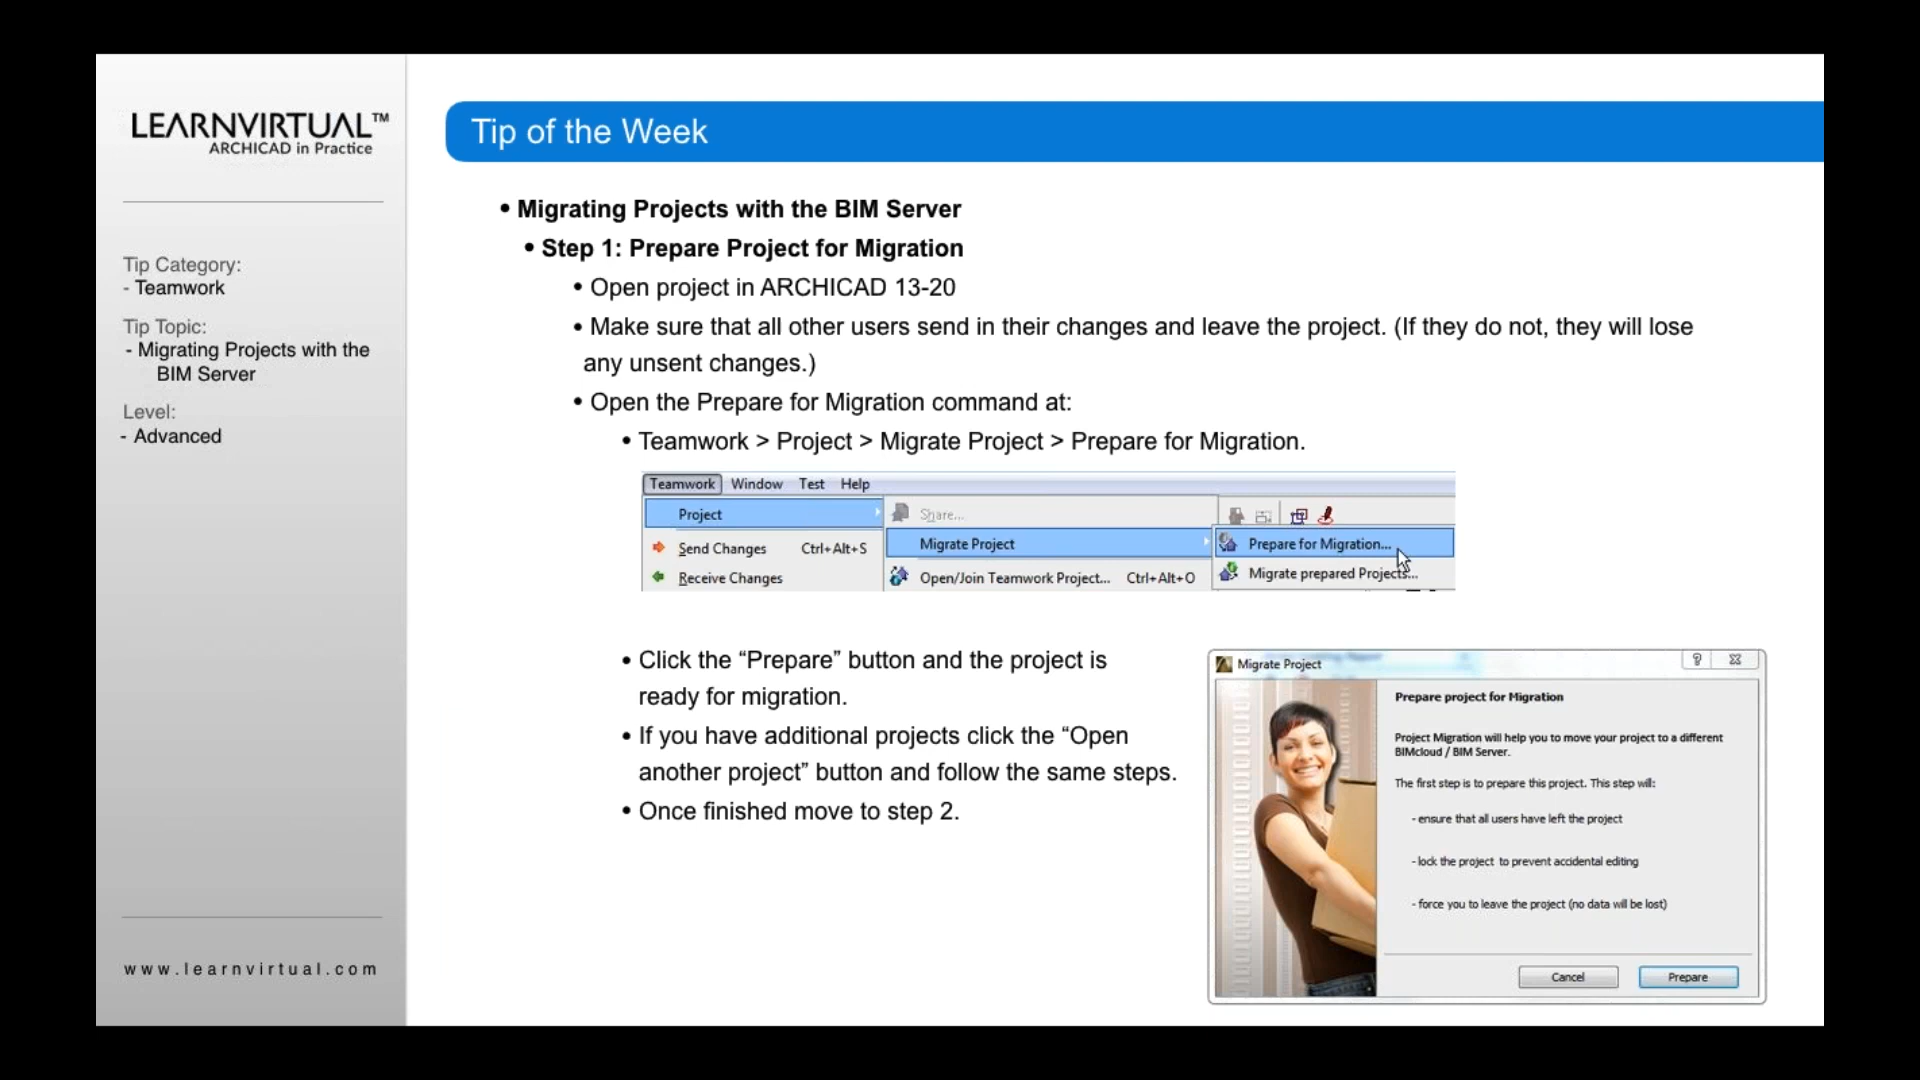 LEARNVIRTUAL™
ARCHICAD in Practice
Tip Category:
- Teamwork
Tip Topic:
- Migrating Projects with the
BIM Server
Level:
- Advanced
www.learnvirtual.com
Tip of the Week
• Migrating Projects with the BIM Server
• Step 1: Prepare Project for Migration
• Open project in ARCHICAD 13-20
• Make sure that all other users send in their changes and leave the project. (If they do not, they will lose
any unsent changes.)
• Open the Prepare for Migration command at:
• Teamwork > Project > Migrate Project > Prepare for Migration.
Teamwork Window Test Help
Project Share...
Migrate Project Prepare for Migration...
Send Changes Ctrl+Alt+S
Receive Changes Open/Join Teamwork Project... Ctrl+Alt+O Migrate prepared Projects...
• Click the “Prepare” button and the project is
ready for migration.
• If you have additional projects click the “Open
another project” button and follow the same steps.
• Once finished move to step 2.
Migrate Project
Prepare project for Migration
Project Migration will help you to move your project to a different
BIMcloud / BIM Server.
The first step is to prepare this project. This step will:
- ensure that all users have left the project
- lock the project to prevent accidental editing
- force you to leave the project (no data will be lost)
Cancel Prepare